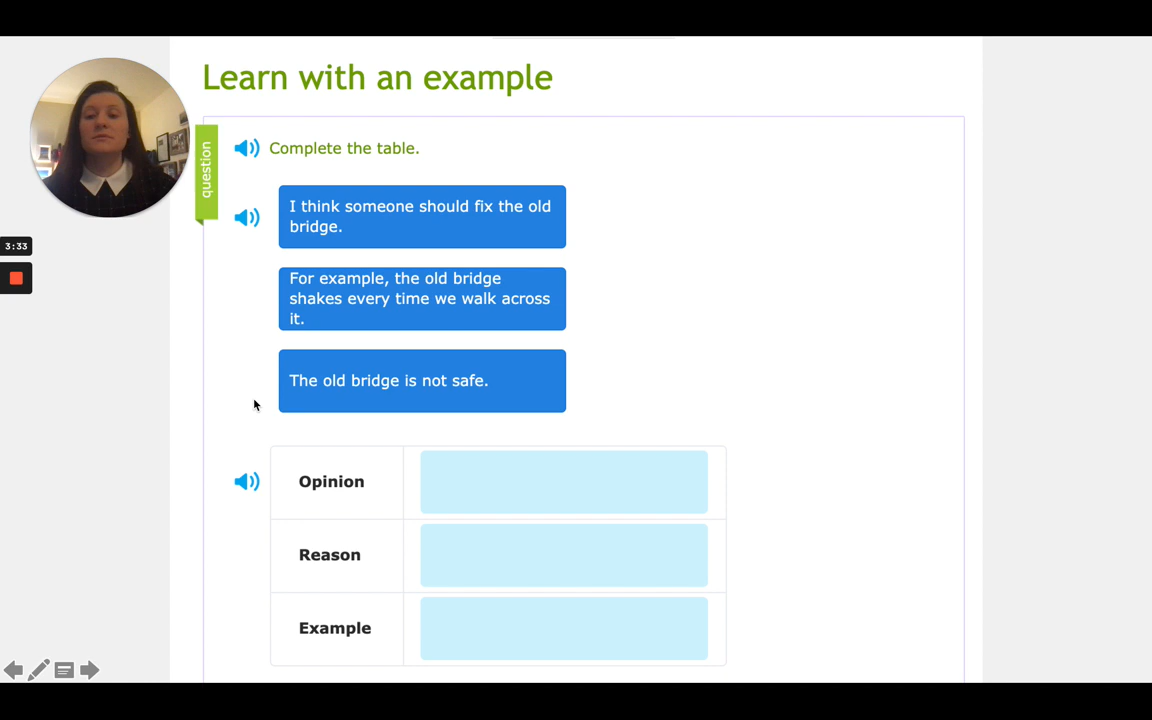 Learn with an example
question
Complete the table.
I think someone should fix the old
bridge.
For example, the old bridge
shakes every time we walk across
it.
The old bridge is not safe.
3:33
Opinion
Reason
Example